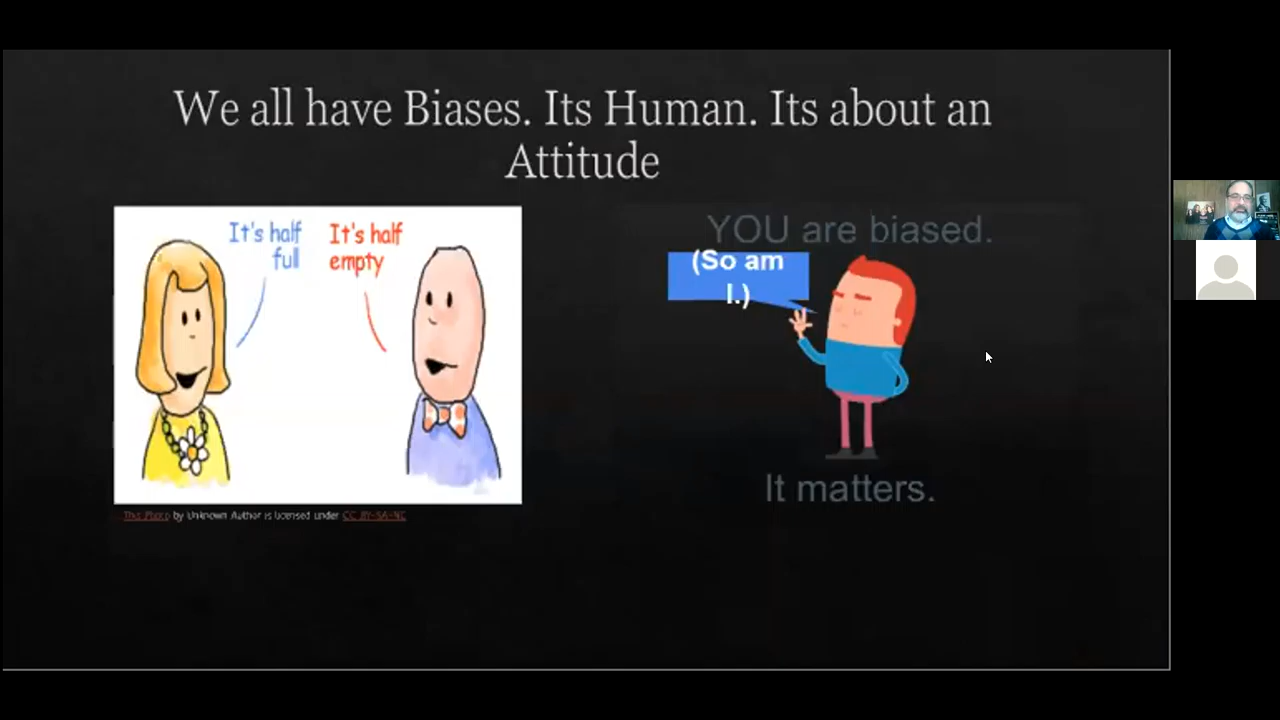 We all have Biases. Its Human. Its about an
Attitude
It's half
full
It's half
empty
YOU are biased.
(So am
I.)
It matters.
This Photo by Unknown Author is licensed under CC BY-SA-NC